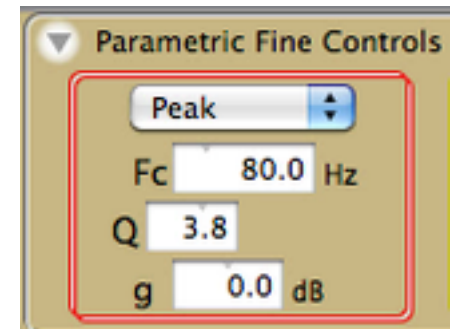 Parametric Fine Controls
Peak
Fc 80.0 Hz
Q 3.8
g 0.0 dB